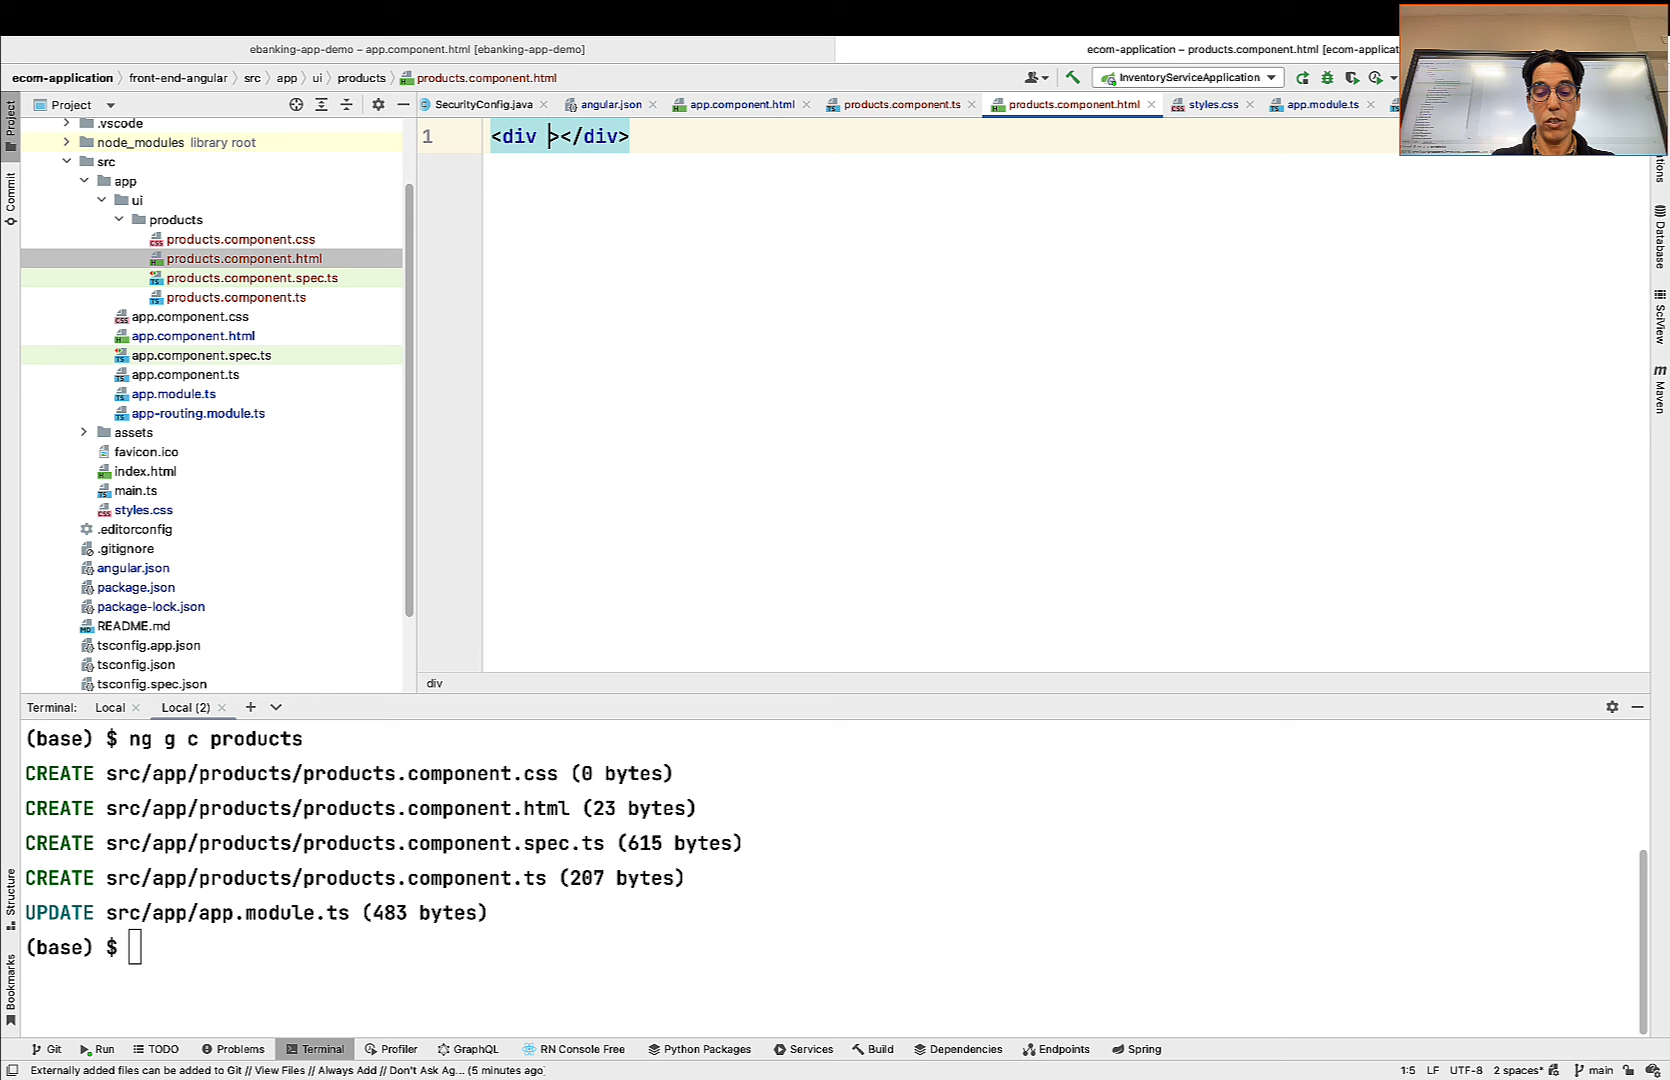 ebanking-app-demo – app.component.html [ebanking-app-demo]
ecom-application – products.component.html [ecom-applicat
ecom-application
front-end-angular
src
app
ui
products
products.component.html
InventoryServiceApplication
Project
SecurityConfig.java
angular.json
app.component.html
products.component.ts
products.component.html
styles.css
app.module.ts
Project
Commit
.vscode
node_modules library root
src
app
ui
products
products.component.css
products.component.html
products.component.spec.ts
products.component.ts
app.component.css
app.component.html
app.component.spec.ts
app.component.ts
app.module.ts
app-routing.module.ts
assets
favicon.ico
index.html
main.ts
styles.css
.editorconfig
.gitignore
angular.json
package.json
package-lock.json
README.md
tsconfig.app.json
tsconfig.json
tsconfig.spec.json
1
<div ></div>
div
Database
SciView
Maven
Terminal: Local Local (2)
(base) $ ng g c products
CREATE src/app/products/products.component.css (0 bytes)
CREATE src/app/products/products.component.html (23 bytes)
CREATE src/app/products/products.component.spec.ts (615 bytes)
CREATE src/app/products/products.component.ts (207 bytes)
UPDATE src/app/app.module.ts (483 bytes)
(base) $
Structure
Bookmarks
Git Run TODO Problems Terminal Profiler GraphQL RN Console Free Python Packages Services Build Dependencies Endpoints Spring
Externally added files can be added to Git // View Files // Always Add // Don't Ask Ag... (5 minutes ago)
1:5 LF UTF-8 2 spaces* main